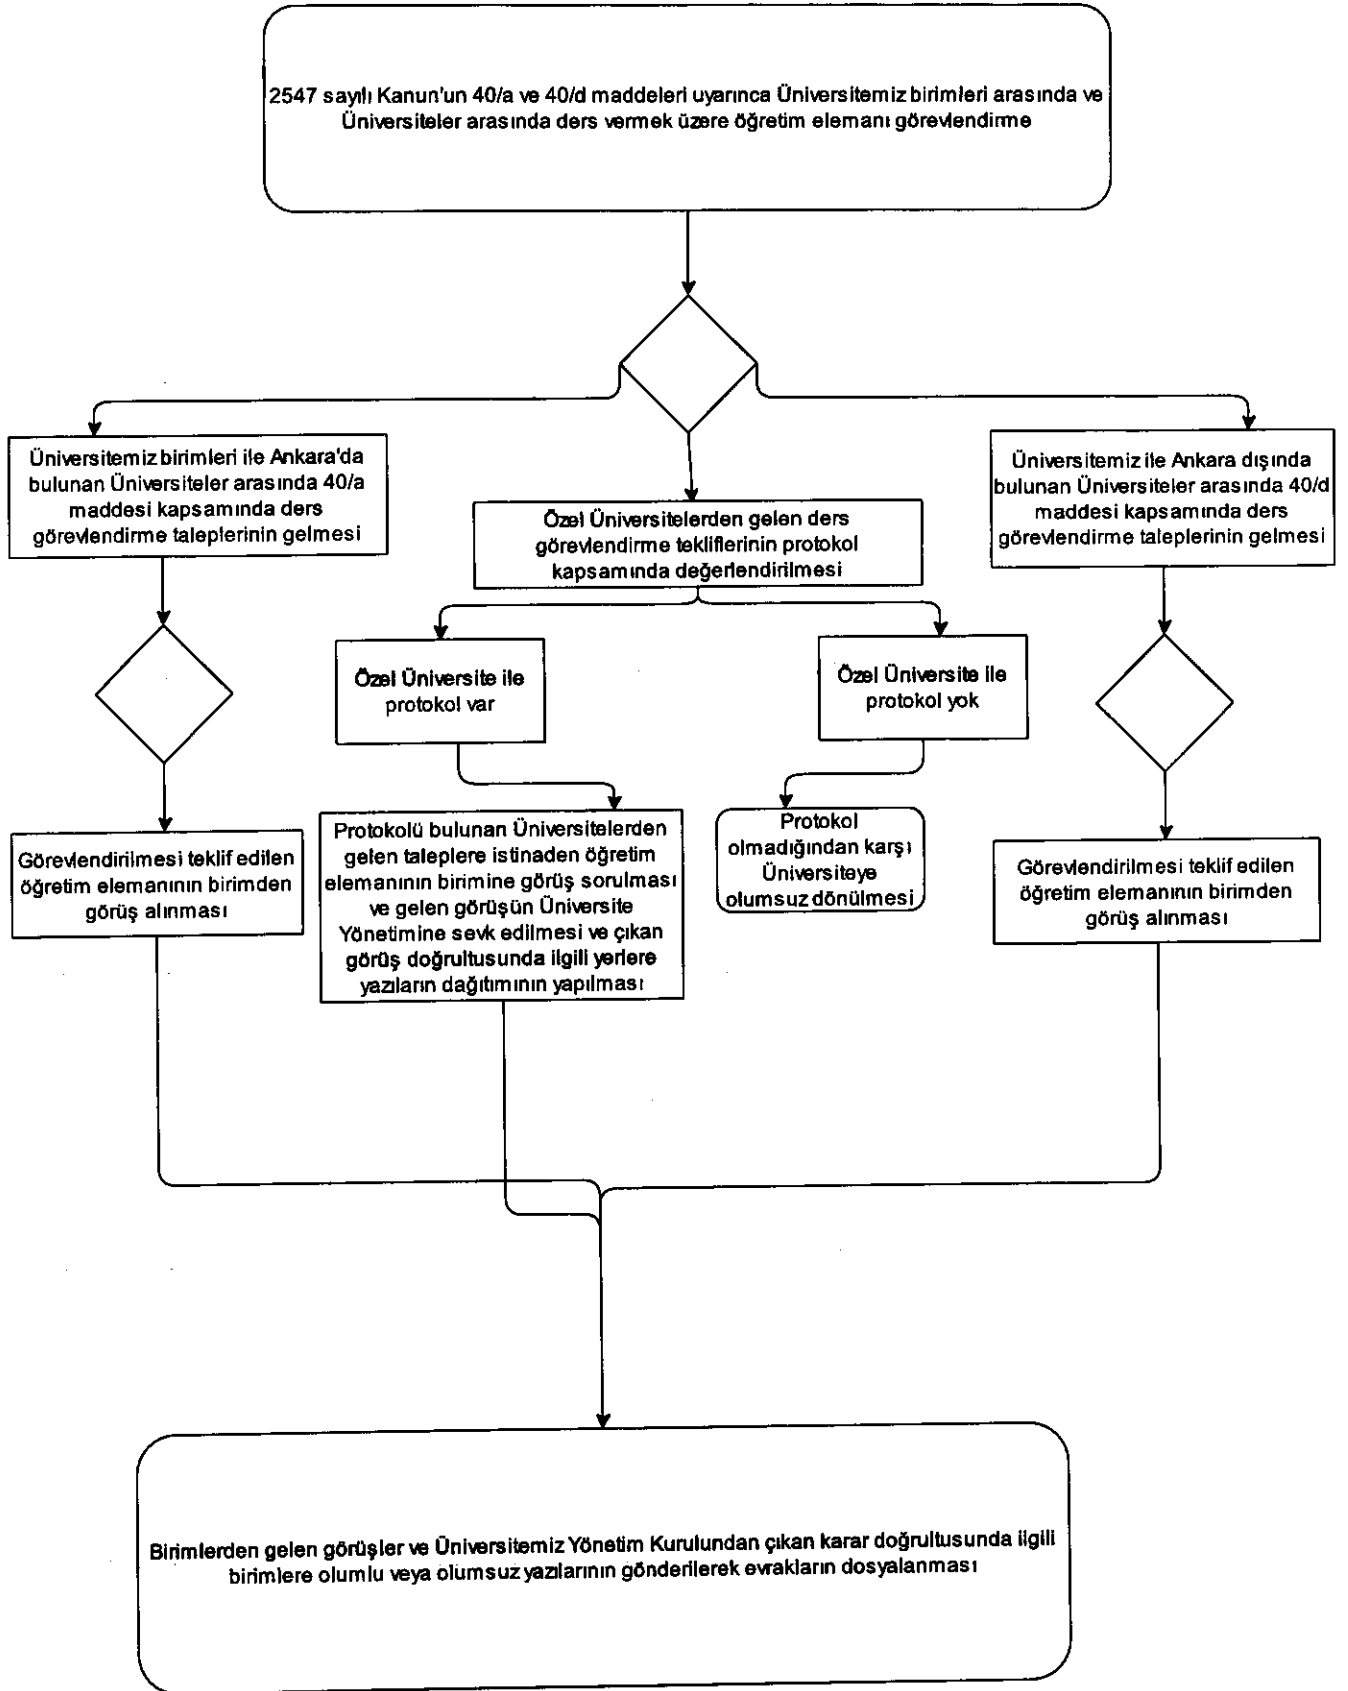 2547 sayılı Kanun'un 40/a ve 40/d maddeleri uyarınca Üniversitemiz birimleri arasında ve
Üniversiteler arasında ders vermek üzere öğretim elemanı görevlendirme
Üniversitemiz birimleri ile Ankara'da
bulunan Üniversiteler arasında 40/a
maddesi kapsamında ders
görevlendirme taleplerinin gelmesi
Özel Üniversitelerden gelen ders
görevlendirme tekliflerinin protokol
kapsamında değerlendirilmesi
Üniversitemiz ile Ankara dışında
bulunan Üniversiteler arasında 40/d
maddesi kapsamında ders
görevlendirme taleplerinin gelmesi
Özel Üniversite ile
protokol var
Özel Üniversite ile
protokol yok
Görevlendirilmesi teklif edilen
öğretim elemanının birimden
görüş alınması
Protokolü bulunan Üniversitelerden
gelen taleplere istinaden öğretim
elemanının birimine görüş sorulması
ve gelen görüşün Üniversite
Yönetimine sevk edilmesi ve çıkan
görüş doğrultusunda ilgili yerlere
yazıların dağıtımının yapılması
Protokol
olmadığından karşı
Üniversiteye
olumsuz dönülmesi
Görevlendirilmesi teklif edilen
öğretim elemanının birimden
görüş alınması
Birimlerden gelen görüşler ve Üniversitemiz Yönetim Kurulundan çıkan karar doğrultusunda ilgili
birimlere olumlu veya olumsuz yazılarının gönderilerek evrakların dosyalanması